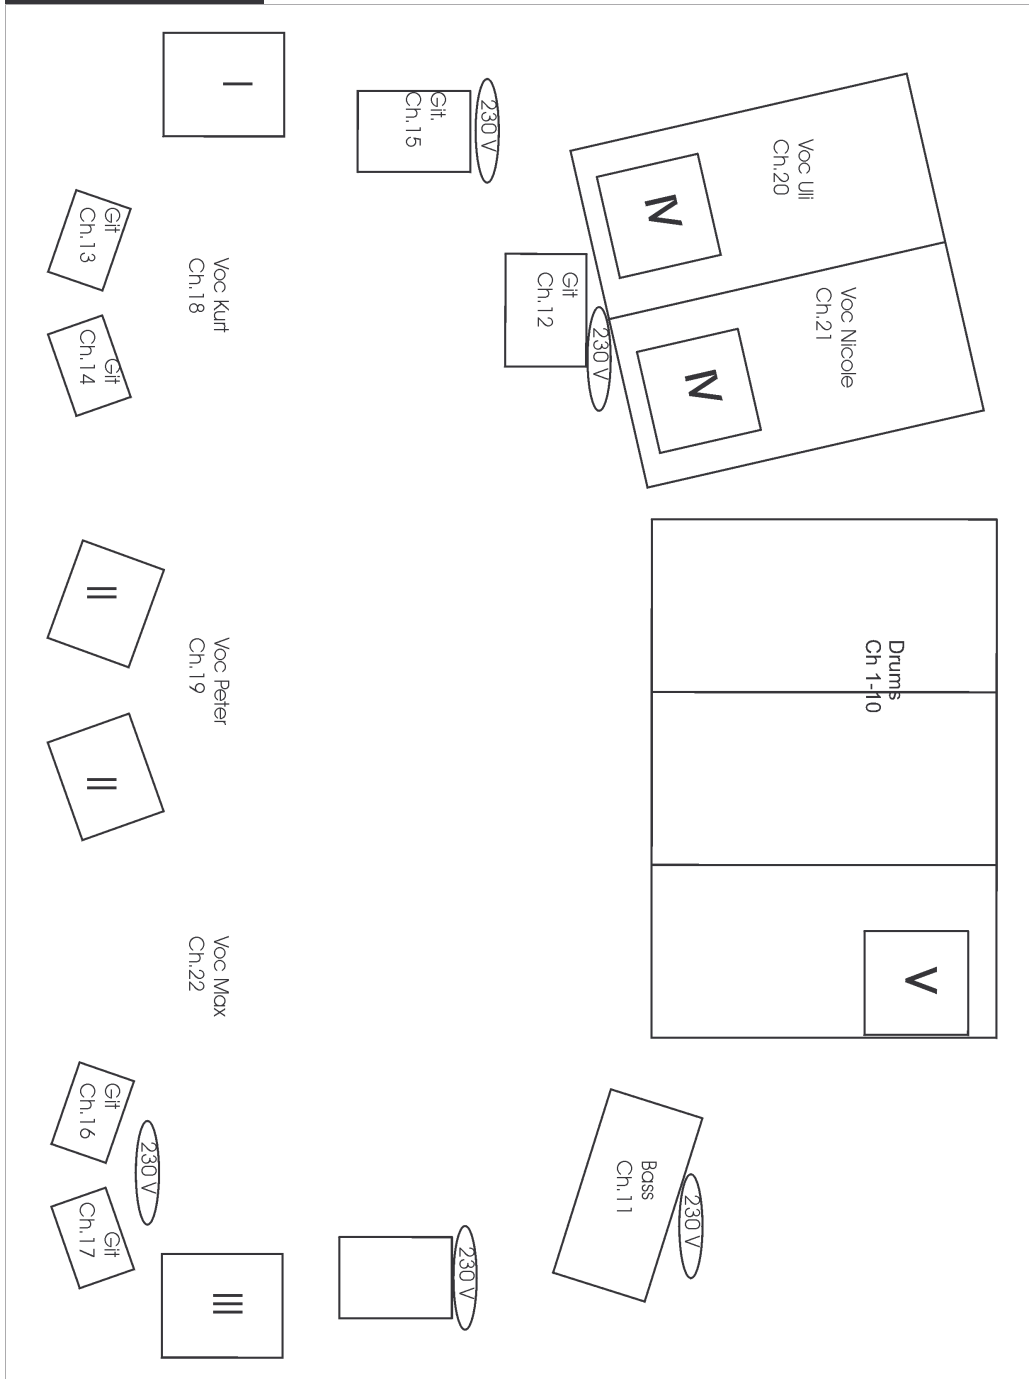 Voc Uli
Ch.20
Voc Nicole
Ch.21
Drums
Ch 1-10
V
IV
IV
230 V
Bass
Ch.11
230 V
Git
Ch.12
230 V
Git.
Ch.15
230 V
I
Voc Kurt
Ch.18
Voc Peter
Ch.19
Voc Max
Ch.22
III
230 V
Git
Ch.13
Git
Ch.14
II
II
Git
Ch.16
Git
Ch.17